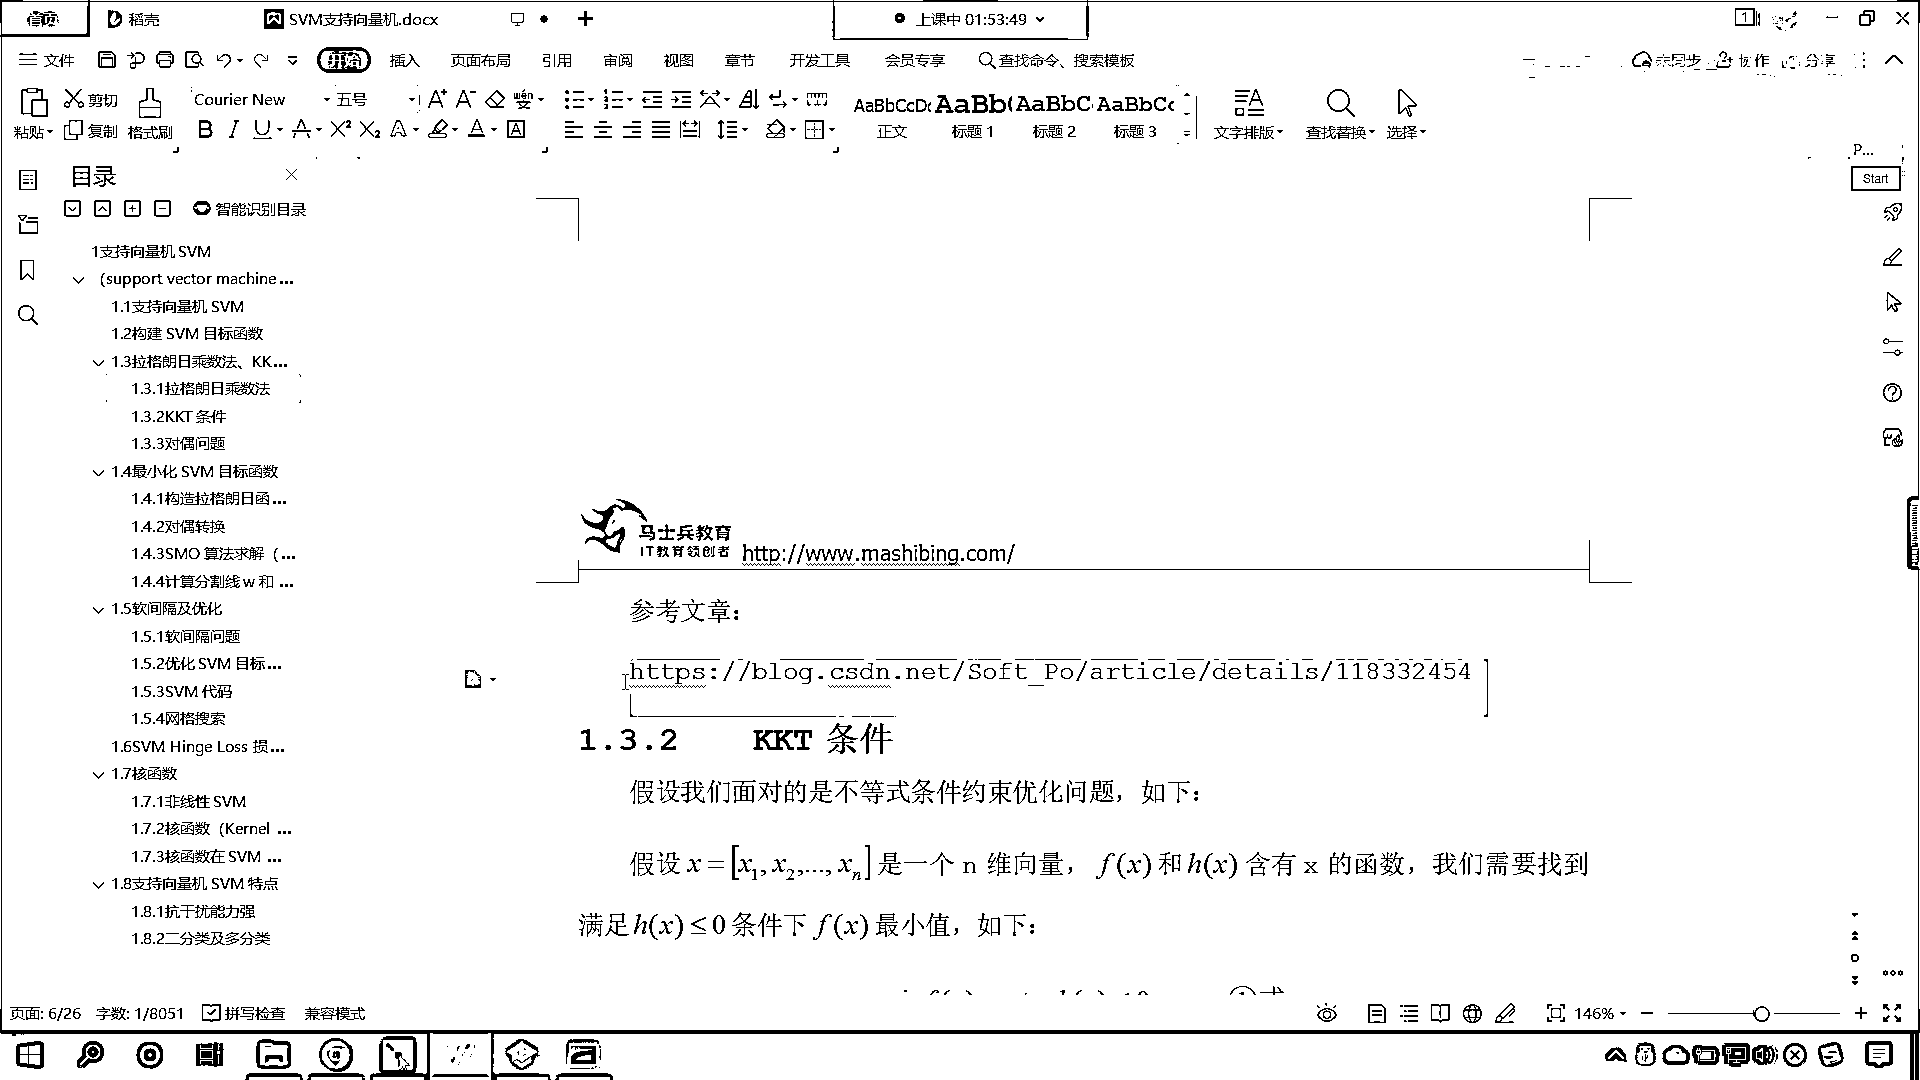 首页 稻壳 SVM支持向量机.docx 上课中 01:53:49
文件 开始 插入 页面布局 引用 审阅 视图 章节 开发工具 会员专享 查找命令、搜索模板 未同步 协作 分享
粘贴 剪切 复制 格式刷 Courier New 五号
AaBbCcDc AaBb( AaBbC AaBbCc
正文 标题 1 标题 2 标题 3 文字排版 查找替换 选择
P...
Start
目录
智能识别目录
1支持向量机 SVM
（support vector machine ...
1.1支持向量机 SVM
1.2构建 SVM 目标函数
1.3拉格朗日乘数法、KK...
1.3.1拉格朗日乘数法
1.3.2KKT 条件
1.3.3对偶问题
1.4最小化 SVM 目标函数
1.4.1构造拉格朗日函 ...
1.4.2对偶转换
1.4.3SMO 算法求解（ ...
1.4.4计算分割线 w 和 ...
1.5软间隔及优化
1.5.1软间隔问题
1.5.2优化 SVM 目标...
1.5.3SVM 代码
1.5.4网格搜索
1.6SVM Hinge Loss 损...
1.7核函数
1.7.1非线性 SVM
1.7.2核函数（Kernel ...
1.7.3核函数在 SVM ...
1.8支持向量机 SVM 特点
1.8.1抗干扰能力强
1.8.2二分类及多分类
马士兵教育
IT教育领创者 http://www.mashibing.com/
参考文章：
https://blog.csdn.net/Soft_Po/article/details/118332454
1.3.2 KKT 条件
假设我们面对的是不等式条件约束优化问题，如下：
假设 x = [x₁, x₂,..., xₙ] 是一个 n 维向量， f(x) 和 h(x) 含有 x 的函数，我们需要找到
满足 h(x) ≤ 0 条件下 f(x) 最小值，如下：
页面: 6/26 字数: 1/8051 拼写检查 兼容模式 146%